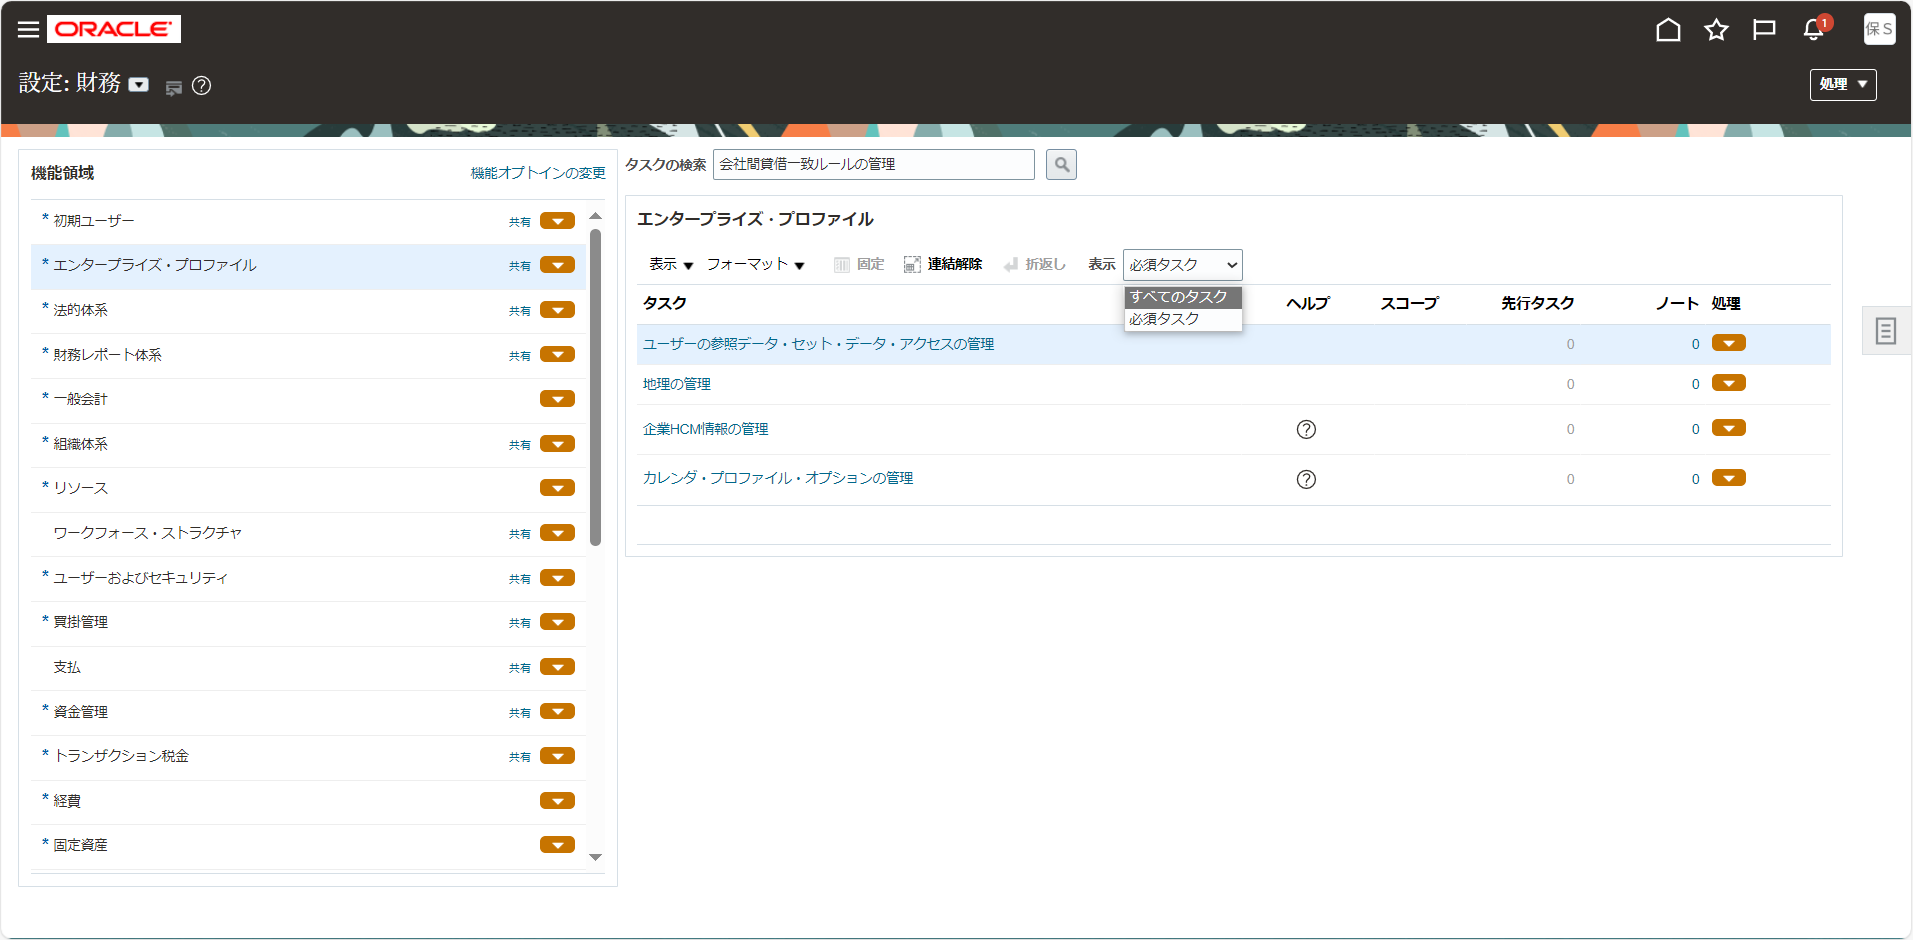 ORACLE
1
保 S
設定: 財務
処理
機能領域
機能オプトインの変更
* 初期ユーザー 共有
* エンタープライズ・プロファイル 共有
* 法的体系 共有
* 財務レポート体系 共有
* 一般会計
* 組織体系 共有
* リソース
ワークフォース・ストラクチャ 共有
* ユーザーおよびセキュリティ 共有
* 買掛管理 共有
支払 共有
* 資金管理 共有
* トランザクション税金 共有
* 経費
* 固定資産
タスクの検索 会社間貸借一致ルールの管理
エンタープライズ・プロファイル
表示 フォーマット 固定 連結解除 折返し 表示 必須タスク
すべてのタスク
必須タスク
タスク ヘルプ スコープ 先行タスク ノート 処理
ユーザーの参照データ・セット・データ・アクセスの管理 0 0
地理の管理 0 0
企業HCM情報の管理 ? 0 0
カレンダ・プロファイル・オプションの管理 ? 0 0